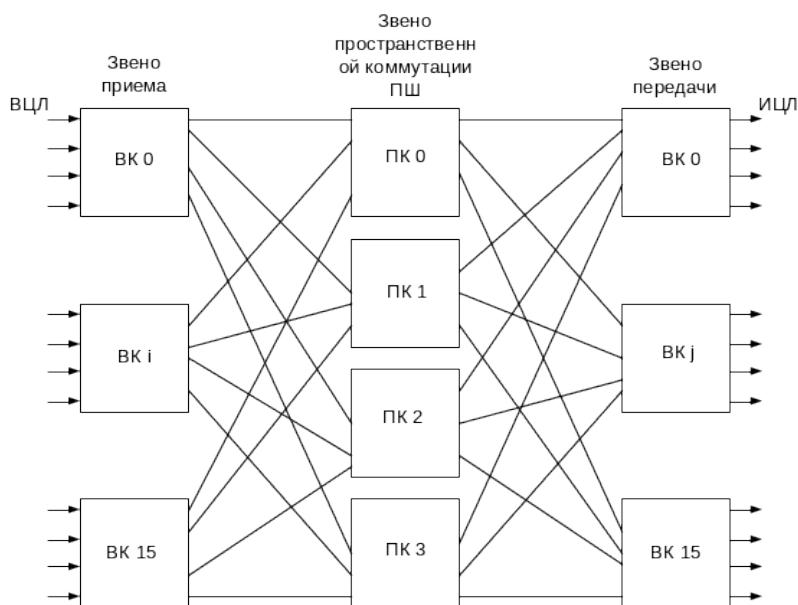 Звено
пространственн
ой коммутации
ПШ
Звено
приема
Звено
передачи
ВЦЛ
ИЦЛ
ВК 0
ПК 0
ВК 0
ПК 1
ВК i
ВК j
ПК 2
ВК 15
ПК 3
ВК 15